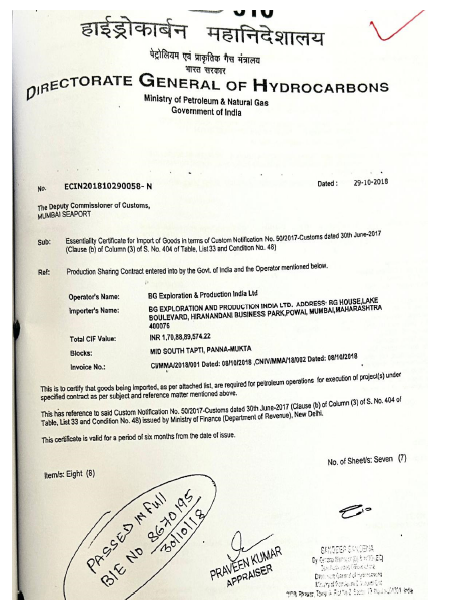 हाईड्रोकार्बन महानिदेशालय
पेट्रोलियम एवं प्राकृतिक गैस मंत्रालय
भारत सरकार
DIRECTORATE GENERAL OF HYDROCARBONS
Ministry of Petroleum & Natural Gas
Government of India
No. ECIN201810290058- N Dated : 29-10-2018
The Deputy Commissioner of Customs,
MUMBAI SEAPORT
Sub: Essentiality Certificate for Import of Goods in terms of Custom Notification No. 50/2017-Customs dated 30th June-2017
(Clause (b) of Column (3) of S. No. 404 of Table, List 33 and Condition No. 48)
Ref: Production Sharing Contract entered into by the Govt. of India and the Operator mentioned below.
Operator's Name: BG Exploration & Production India Ltd
Importer's Name: BG EXPLORATION AND PRODUCTION INDIA LTD. ADDRESS- RG HOUSE,LAKE
BOULEVARD, HIRANANDANI BUSINESS PARK,POWAI, MUMBAI,MAHARASHTRA
400076
Total CIF Value: INR 1,70,88,89,574.22
Blocks: MID SOUTH TAPTI, PANNA-MUKTA
Invoice No.: CI/MMA/2018/001 Dated: 08/10/2018 ,CNIV/MMA/18/002 Dated: 08/10/2018
This is to certify that goods being imported, as per attached list, are required for petroleum operations for execution of project(s) under
specified contract as per subject and reference matter mentioned above.
This has reference to said Custom Notification No. 50/2017-Customs dated 30th June-2017 (Clause (b) of Column (3) of S. No. 404 of
Table, List 33 and Condition No. 48) issued by Ministry of Finance (Department of Revenue), New Delhi.
This certificate is valid for a period of six months from the date of issue.
Item/s: Eight (8) No. of Sheet/s: Seven (7)
PASSED IN FULL
B/E NO 8670195
30/10/18
PRAVEEN KUMAR
APPRAISER